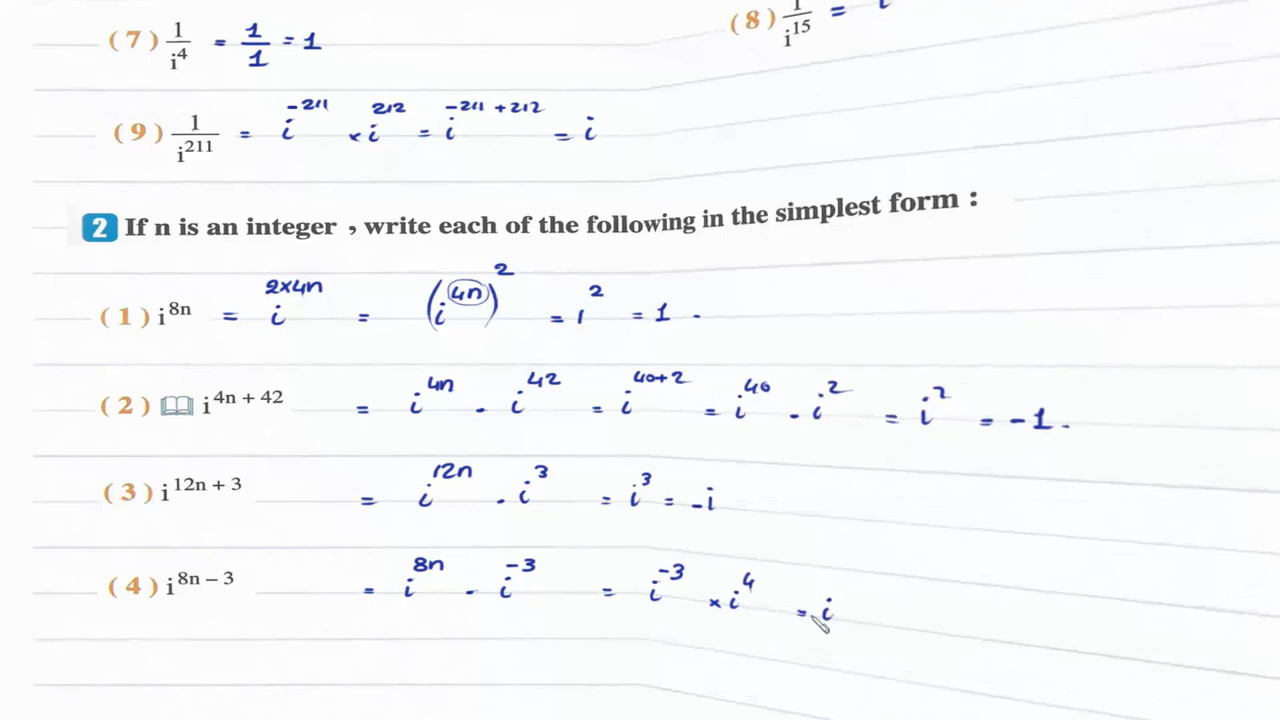 ( 7 ) 1/i⁴ = 1/1 = 1
( 8 ) 1/i¹⁵ =
( 9 ) 1/i²¹¹ = i⁻²¹¹ × i²¹² = i⁻²¹¹⁺²¹² = i
2 If n is an integer , write each of the following in the simplest form :
( 1 ) i⁸ⁿ = i^(2×4n) = (i⁴ⁿ)² = 1² = 1 .
( 2 ) i⁴ⁿ ⁺ ⁴² = i⁴ⁿ . i⁴² = i⁴⁰⁺² = i⁴⁰ . i² = i² = -1 .
( 3 ) i¹²ⁿ ⁺ ³ = i¹²ⁿ . i³ = i³ = -i
( 4 ) i⁸ⁿ ⁻ ³ = i⁸ⁿ . i⁻³ = i⁻³ × i⁴ = i